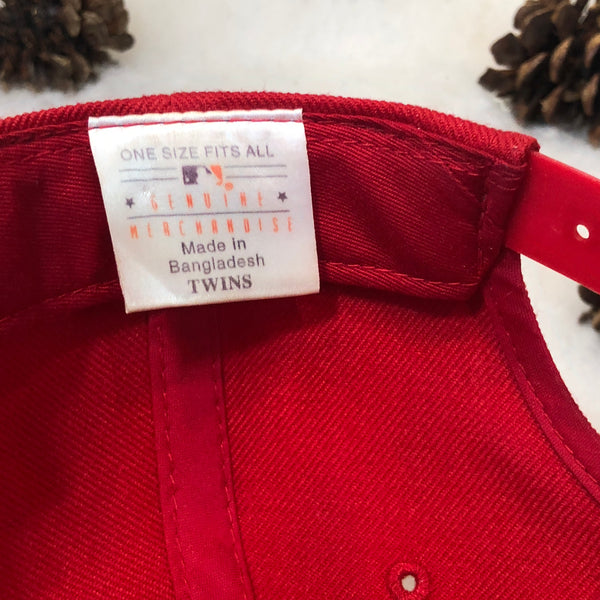 ONE SIZE FITS ALL
GENUINE
MERCHANDISE
Made in
Bangladesh
TWINS